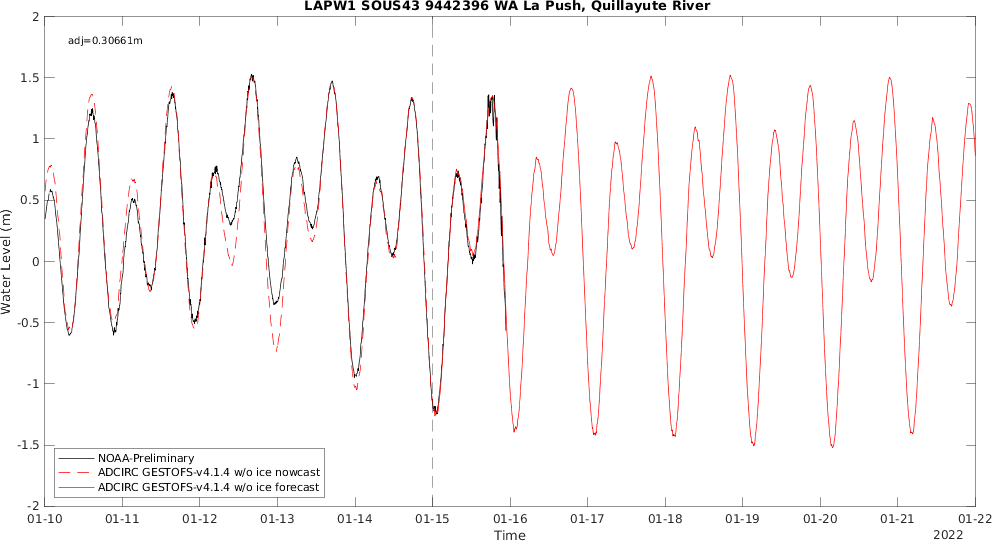 LAPW1 SOUS43 9442396 WA La Push, Quillayute River
adj=0.30661m
2
1.5
1
0.5
0
-0.5
-1
-1.5
-2
Water Level (m)
NOAA-Preliminary
ADCIRC GESTOFS-v4.1.4 w/o ice nowcast
ADCIRC GESTOFS-v4.1.4 w/o ice forecast
01-10 01-11 01-12 01-13 01-14 01-15 01-16 01-17 01-18 01-19 01-20 01-21 01-22
Time
2022